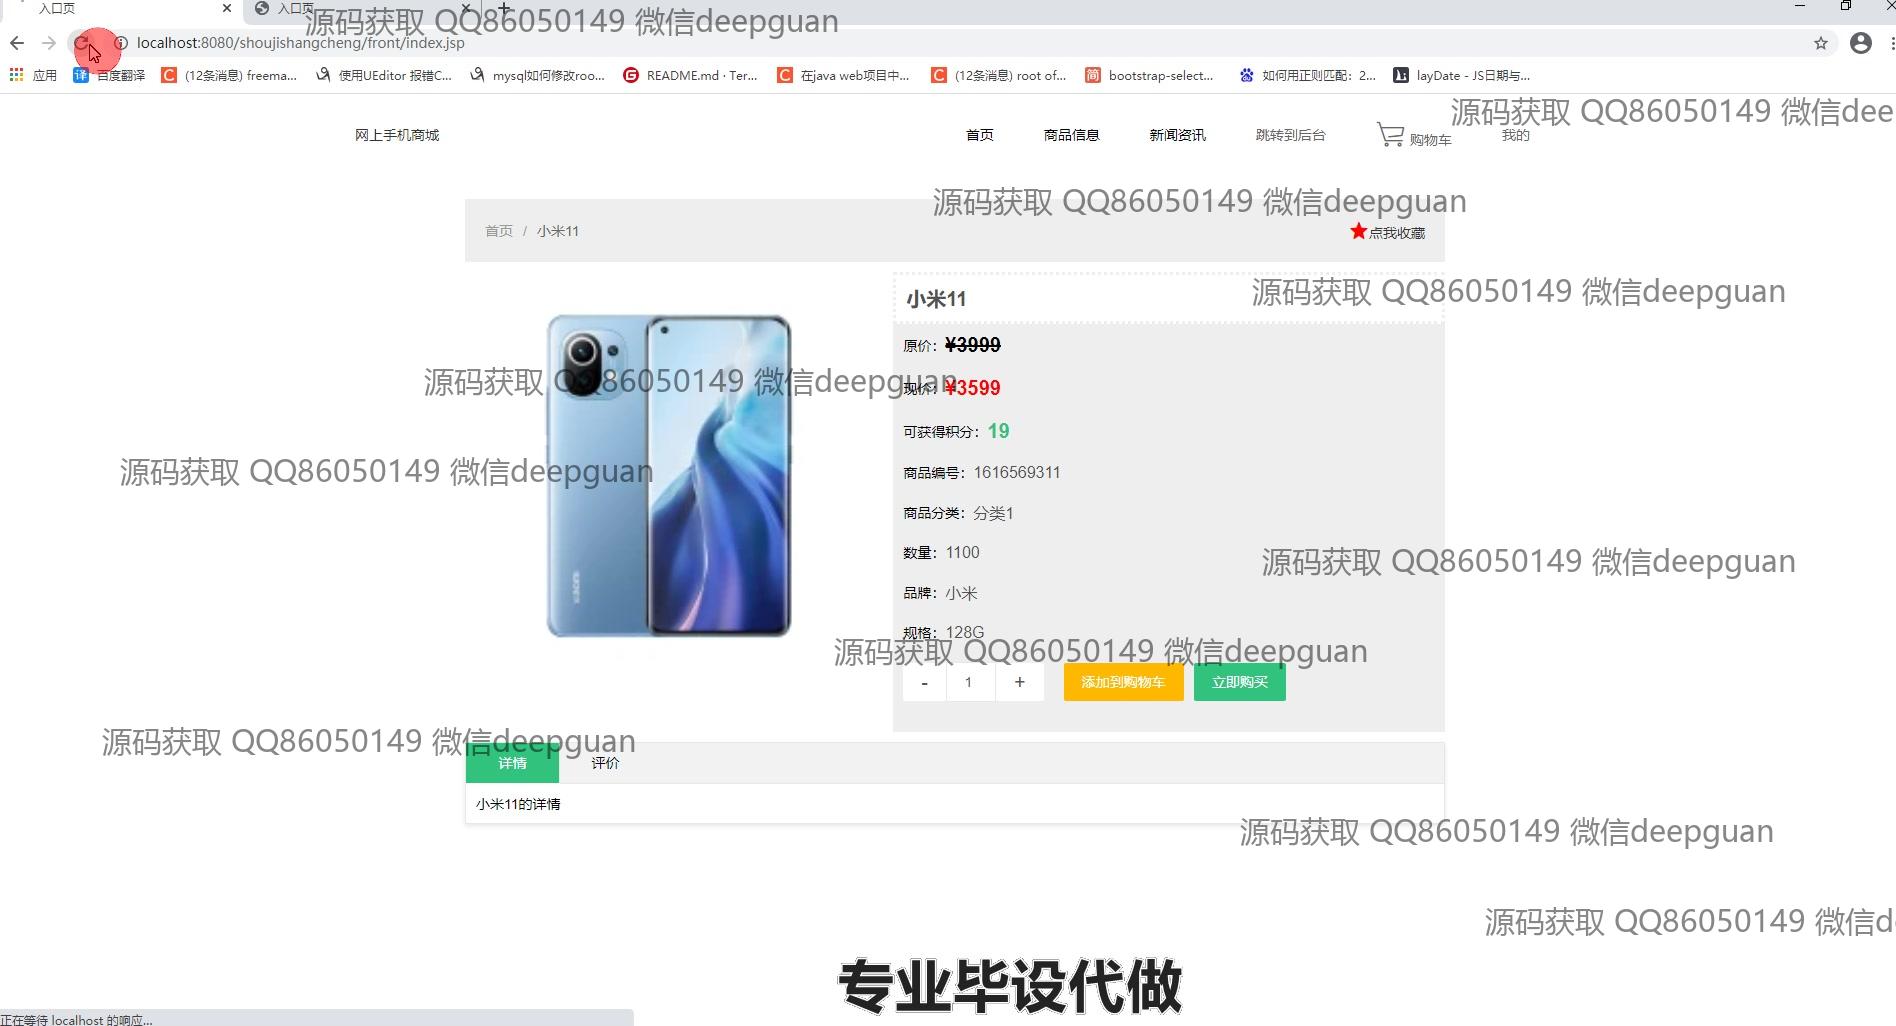 入口页
入口页
源码获取 QQ86050149 微信deepguan
localhost:8080/shoujishangcheng/front/index.jsp
应用
百度翻译
(12条消息) freema...
使用UEditor 报错C...
mysql如何修改roo...
README.md · Ter...
在java web项目中...
(12条消息) root of...
bootstrap-select...
如何用正则匹配：2...
layDate - JS日期与...
源码获取 QQ86050149 微信dee
网上手机商城
首页
商品信息
新闻资讯
跳转到后台
购物车
我的
源码获取 QQ86050149 微信deepguan
首页 / 小米11
点我收藏
小米11
源码获取 QQ86050149 微信deepguan
原价：¥3999
源码获取 QQ86050149 微信deepguan
现价：¥3599
可获得积分：19
源码获取 QQ86050149 微信deepguan
商品编号：1616569311
商品分类：分类1
数量：1100
源码获取 QQ86050149 微信deepguan
品牌：小米
规格：128G
源码获取 QQ86050149 微信deepguan
- 1 +
添加到购物车
立即购买
源码获取 QQ86050149 微信deepguan
详情
评价
小米11的详情
源码获取 QQ86050149 微信deepguan
源码获取 QQ86050149 微信d
专业毕设代做
正在等待 localhost 的响应...